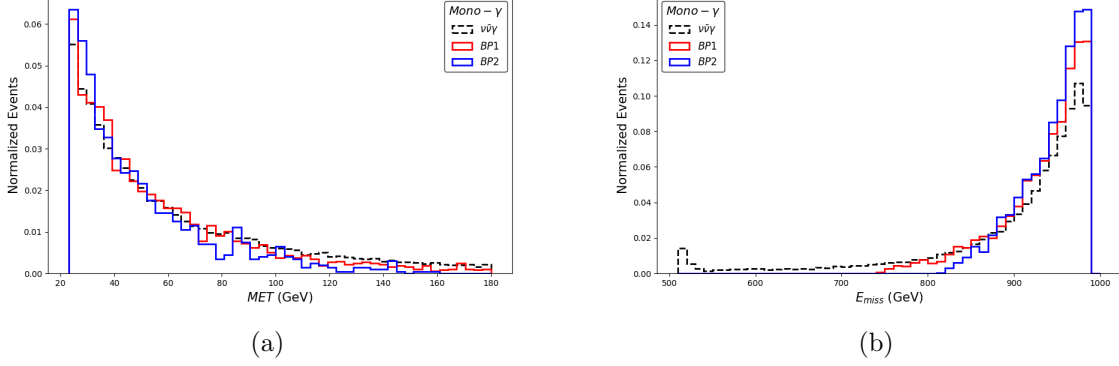 Normalized Events
0.06
0.05
0.04
0.03
0.02
0.01
0.00
20 40 60 80 100 120 140 160 180
MET (GeV)
Mono − γ
νν̄γ
BP1
BP2
(a)
Normalized Events
0.14
0.12
0.10
0.08
0.06
0.04
0.02
0.00
500 600 700 800 900 1000
E_miss (GeV)
Mono − γ
νν̄γ
BP1
BP2
(b)